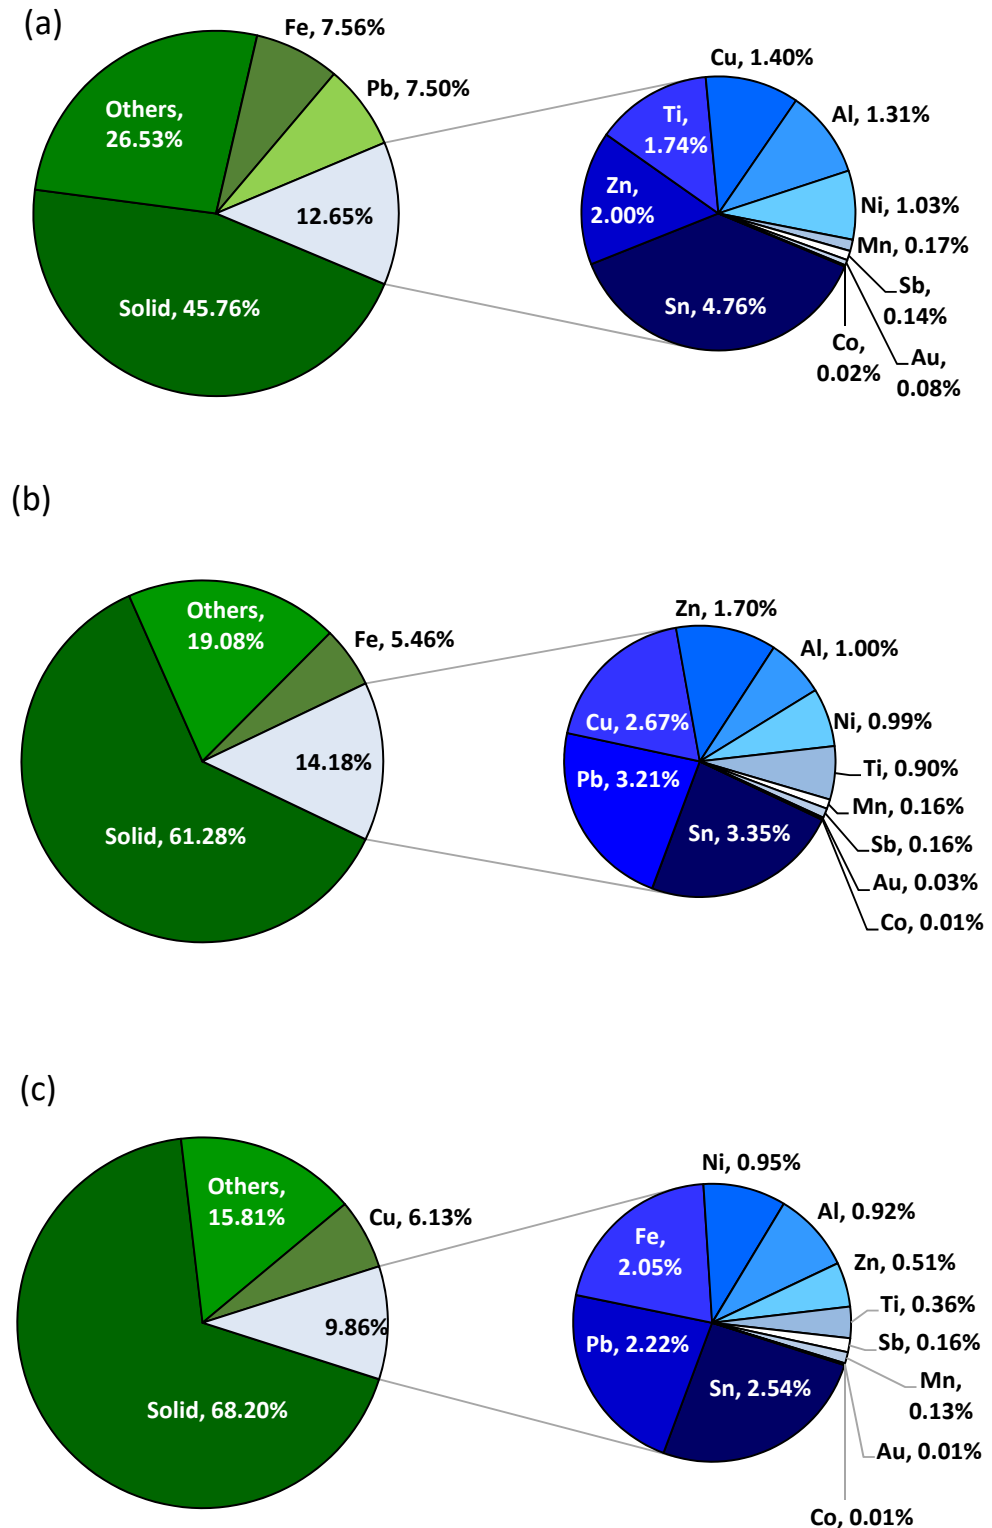 (a)
Fe, 7.56%
Pb, 7.50%
Others,
26.53%
12.65%
Solid, 45.76%
Cu, 1.40%
Ti,
1.74%
Al, 1.31%
Zn,
2.00%
Ni, 1.03%
Mn, 0.17%
Sb,
0.14%
Sn, 4.76%
Co,
0.02%
Au,
0.08%
(b)
Others,
19.08%
Fe, 5.46%
14.18%
Solid, 61.28%
Zn, 1.70%
Al, 1.00%
Cu, 2.67%
Ni, 0.99%
Pb, 3.21%
Ti, 0.90%
Mn, 0.16%
Sn, 3.35%
Sb, 0.16%
Au, 0.03%
Co, 0.01%
(c)
Others,
15.81%
Cu, 6.13%
9.86%
Solid, 68.20%
Ni, 0.95%
Al, 0.92%
Fe,
2.05%
Zn, 0.51%
Ti, 0.36%
Pb, 2.22%
Sb, 0.16%
Sn, 2.54%
Mn,
0.13%
Au, 0.01%
Co, 0.01%